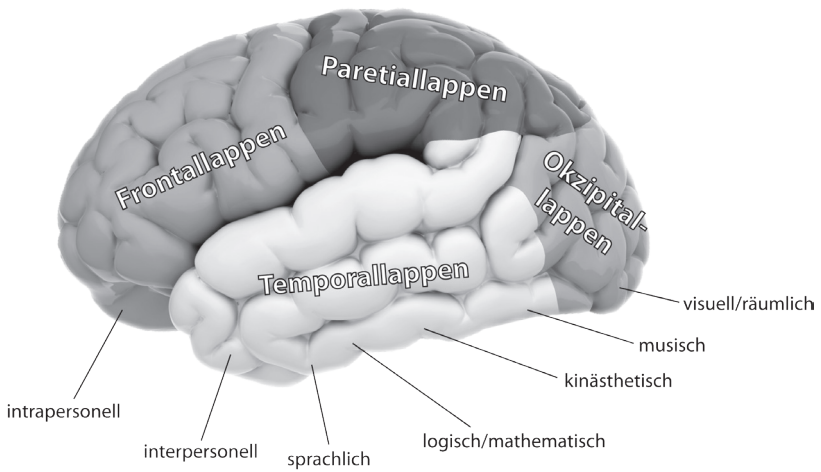 Paretiallappen
Frontallappen
Okzipital-
lappen
Temporallappen
visuell/räumlich
musisch
kinästhetisch
intrapersonell
interpersonell
sprachlich
logisch/mathematisch